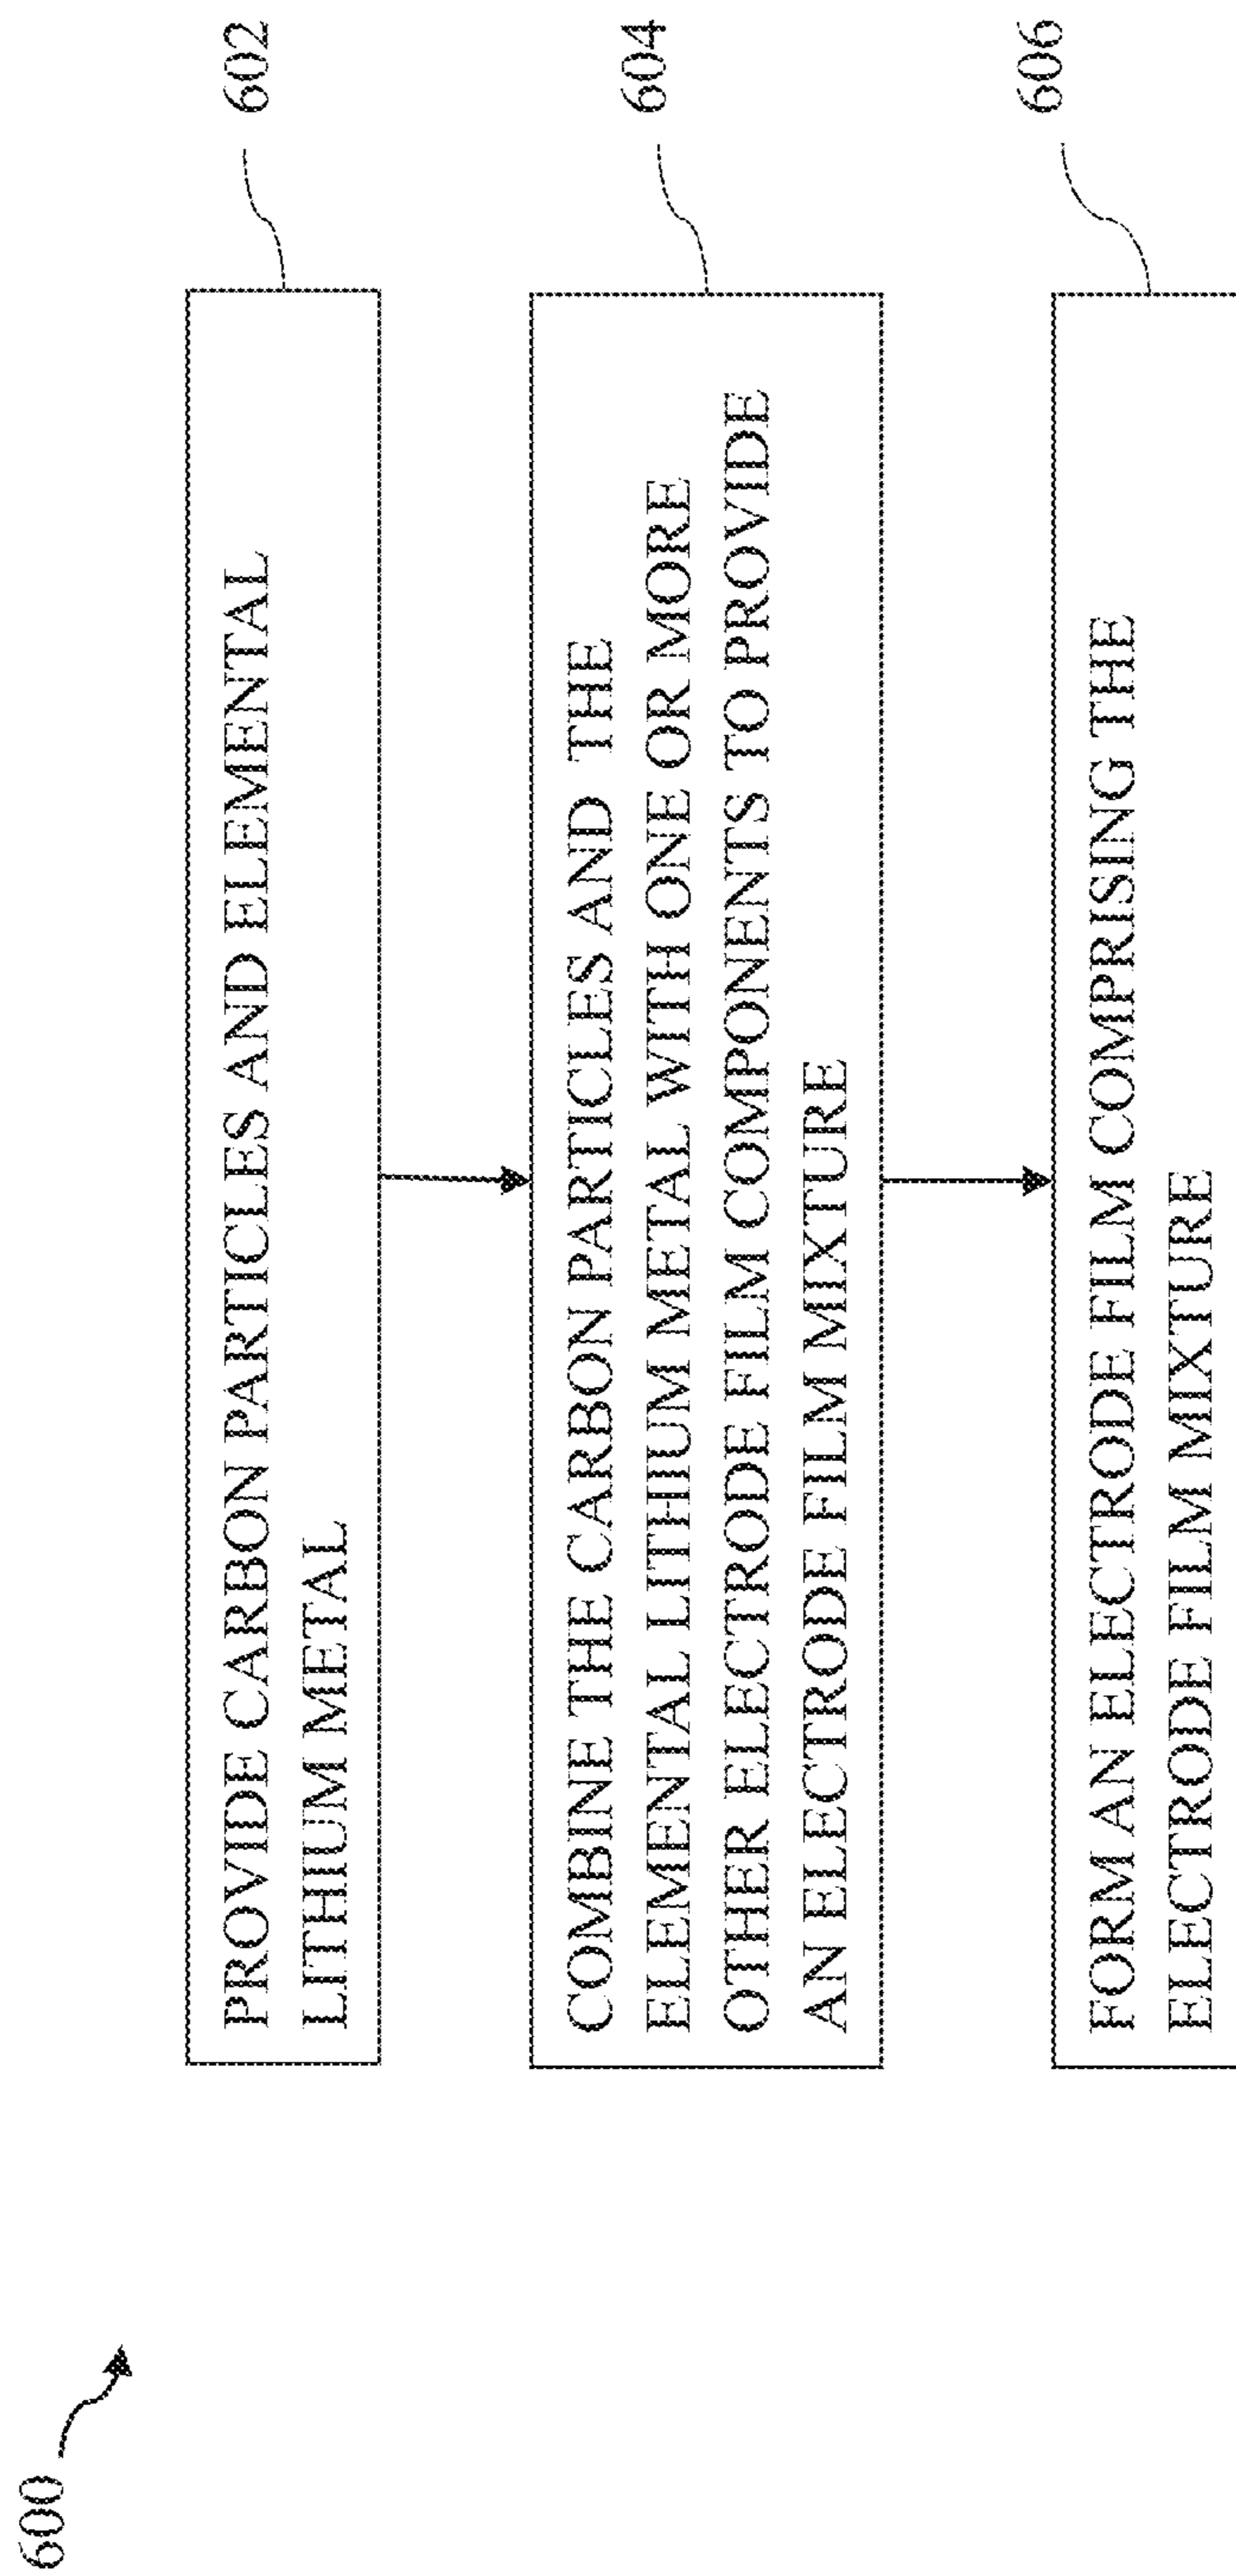 600
PROVIDE CARBON PARTICLES AND ELEMENTAL
LITHIUM METAL
602
COMBINE THE CARBON PARTICLES AND THE
ELEMENTAL LITHIUM METAL WITH ONE OR MORE
OTHER ELECTRODE FILM COMPONENTS TO PROVIDE
AN ELECTRODE FILM MIXTURE
604
FORM AN ELECTRODE FILM COMPRISING THE
ELECTRODE FILM MIXTURE
606